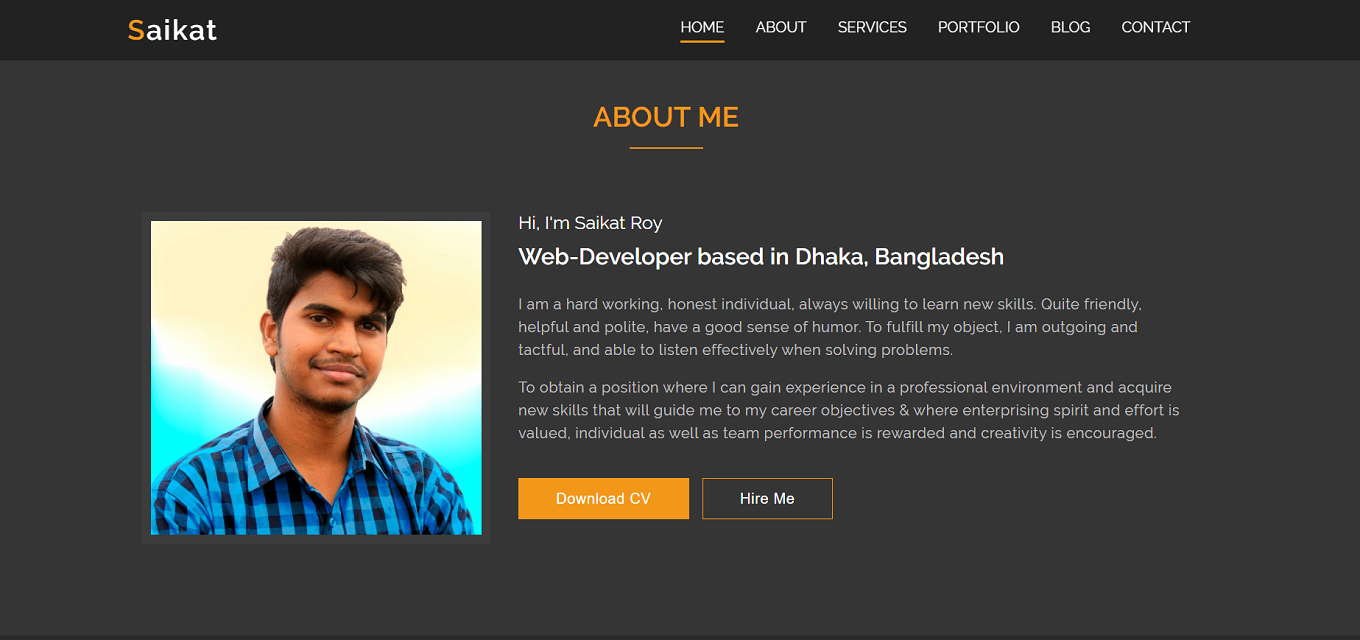 Saikat
HOME ABOUT SERVICES PORTFOLIO BLOG CONTACT
ABOUT ME
Hi, I'm Saikat Roy
Web-Developer based in Dhaka, Bangladesh
I am a hard working, honest individual, always willing to learn new skills. Quite friendly,
helpful and polite, have a good sense of humor. To fulfill my object, I am outgoing and
tactful, and able to listen effectively when solving problems.
To obtain a position where I can gain experience in a professional environment and acquire
new skills that will guide me to my career objectives & where enterprising spirit and effort is
valued, individual as well as team performance is rewarded and creativity is encouraged.
Download CV Hire Me